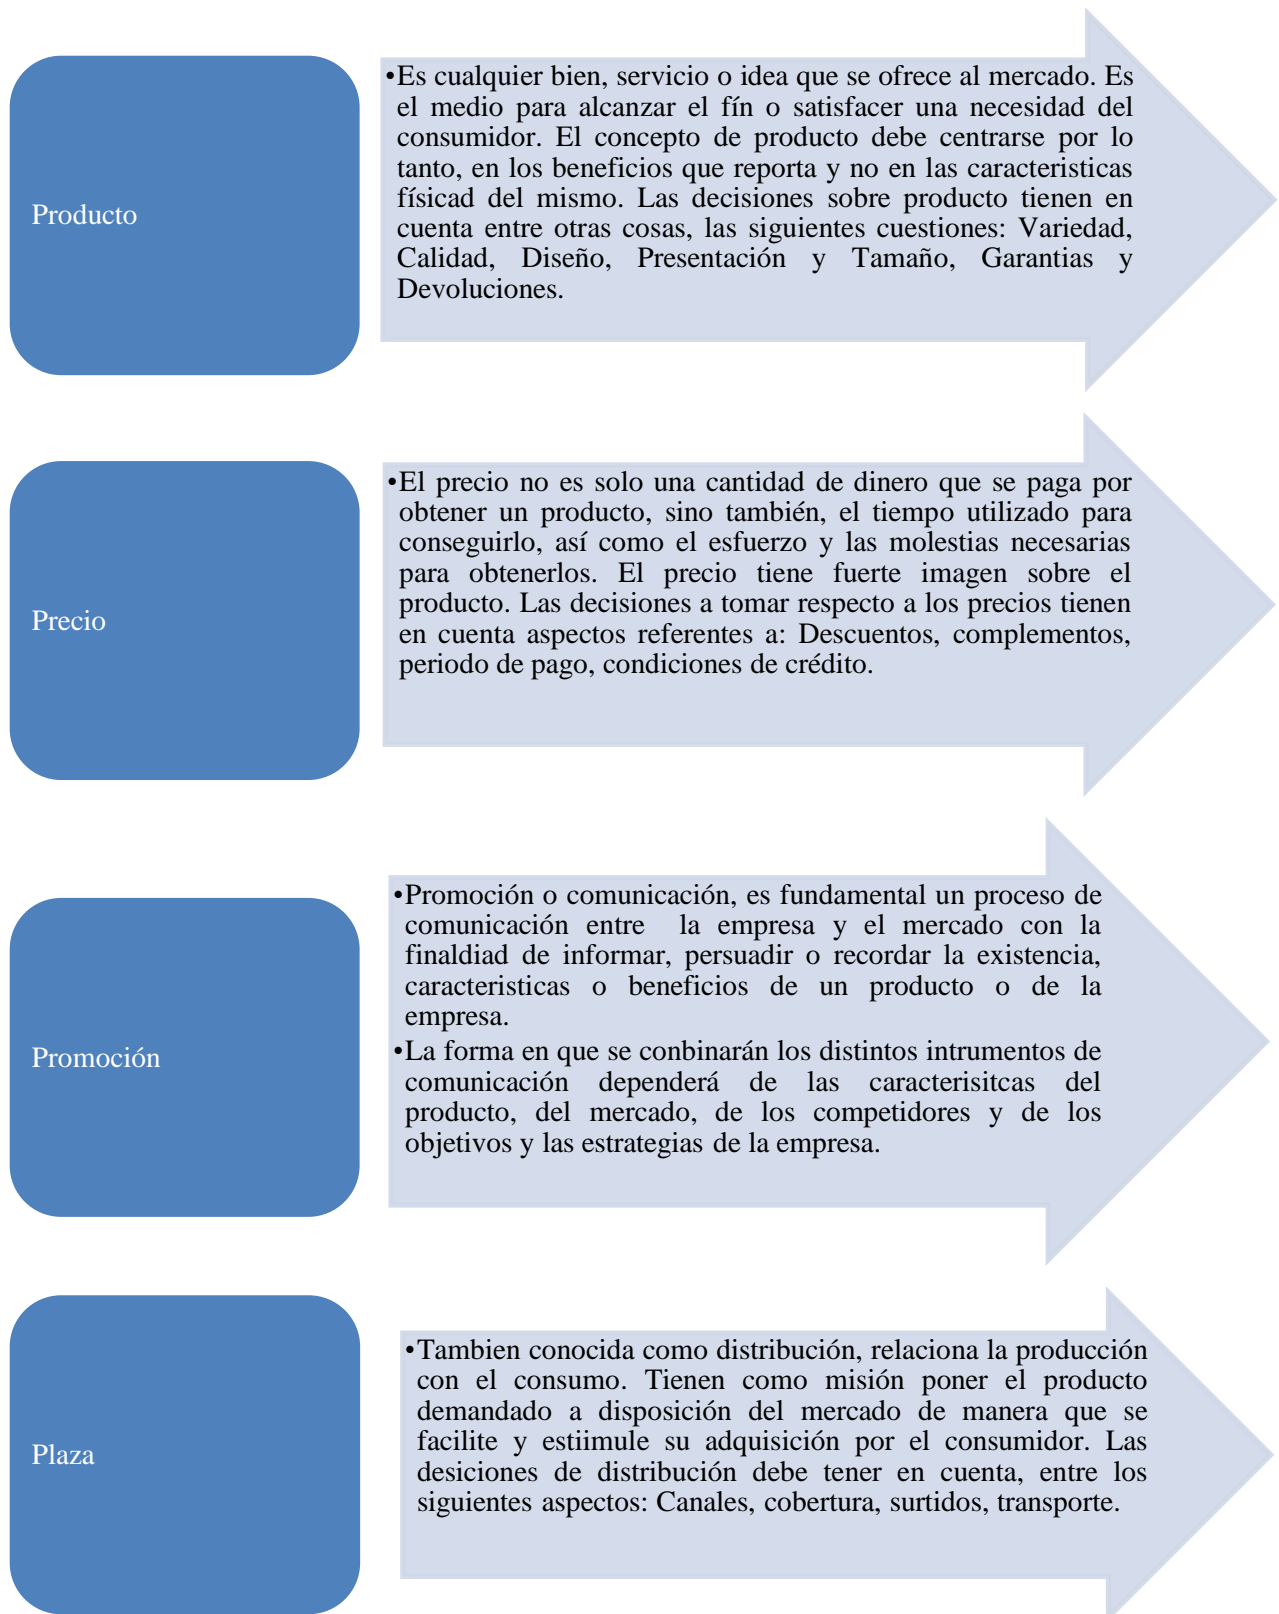 Producto
•Es cualquier bien, servicio o idea que se ofrece al mercado. Es
el medio para alcanzar el fín o satisfacer una necesidad del
consumidor. El concepto de producto debe centrarse por lo
tanto, en los beneficios que reporta y no en las caracteristicas
físicad del mismo. Las decisiones sobre producto tienen en
cuenta entre otras cosas, las siguientes cuestiones: Variedad,
Calidad, Diseño, Presentación y Tamaño, Garantias y
Devoluciones.
Precio
•El precio no es solo una cantidad de dinero que se paga por
obtener un producto, sino también, el tiempo utilizado para
conseguirlo, así como el esfuerzo y las molestias necesarias
para obtenerlos. El precio tiene fuerte imagen sobre el
producto. Las decisiones a tomar respecto a los precios tienen
en cuenta aspectos referentes a: Descuentos, complementos,
periodo de pago, condiciones de crédito.
Promoción
•Promoción o comunicación, es fundamental un proceso de
comunicación entre la empresa y el mercado con la
finaldiad de informar, persuadir o recordar la existencia,
caracteristicas o beneficios de un producto o de la
empresa.
•La forma en que se conbinarán los distintos intrumentos de
comunicación dependerá de las caracterisitcas del
producto, del mercado, de los competidores y de los
objetivos y las estrategias de la empresa.
Plaza
•Tambien conocida como distribución, relaciona la producción
con el consumo. Tienen como misión poner el producto
demandado a disposición del mercado de manera que se
facilite y estiimule su adquisición por el consumidor. Las
desiciones de distribución debe tener en cuenta, entre los
siguientes aspectos: Canales, cobertura, surtidos, transporte.